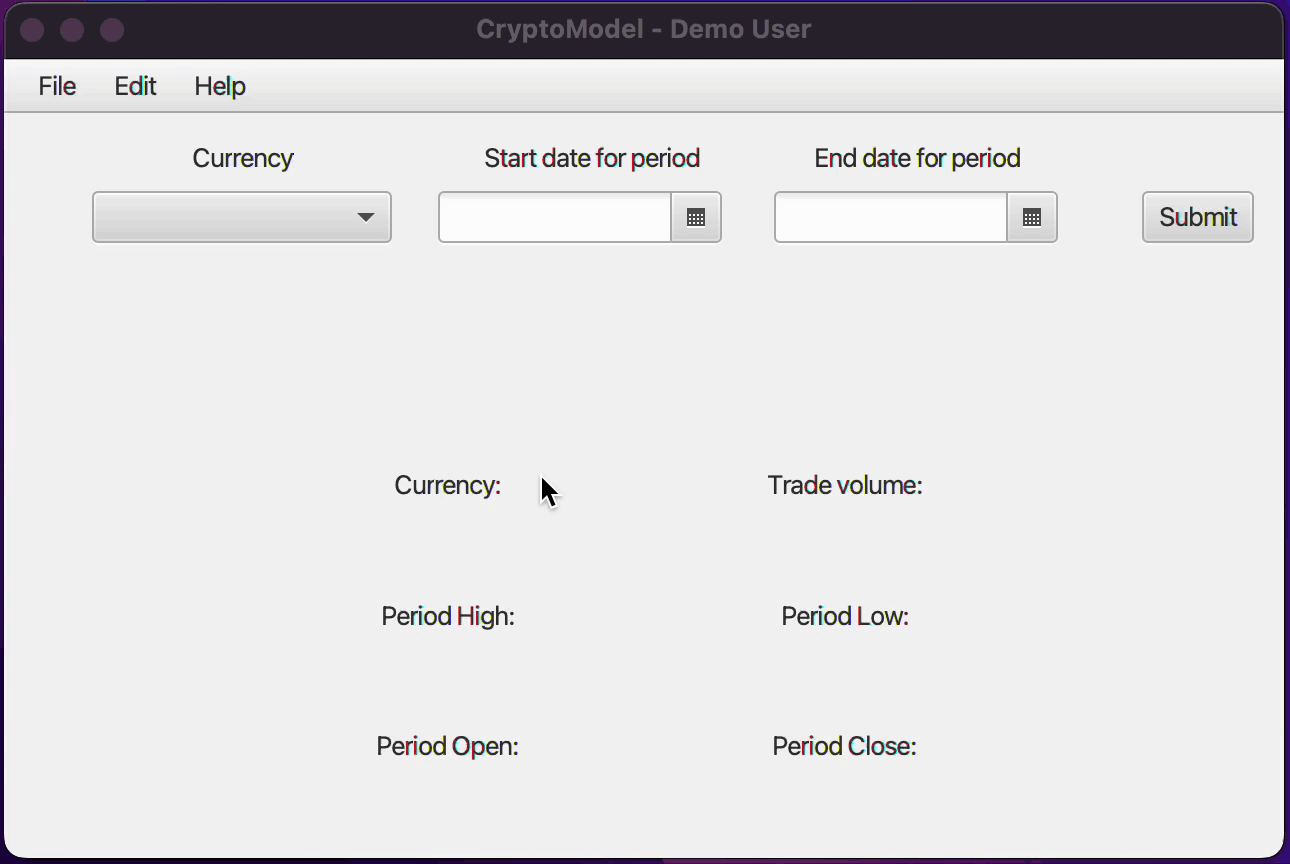 CryptoModel - Demo User
File Edit Help
Currency Start date for period End date for period
Submit
Currency: Trade volume:
Period High: Period Low:
Period Open: Period Close: